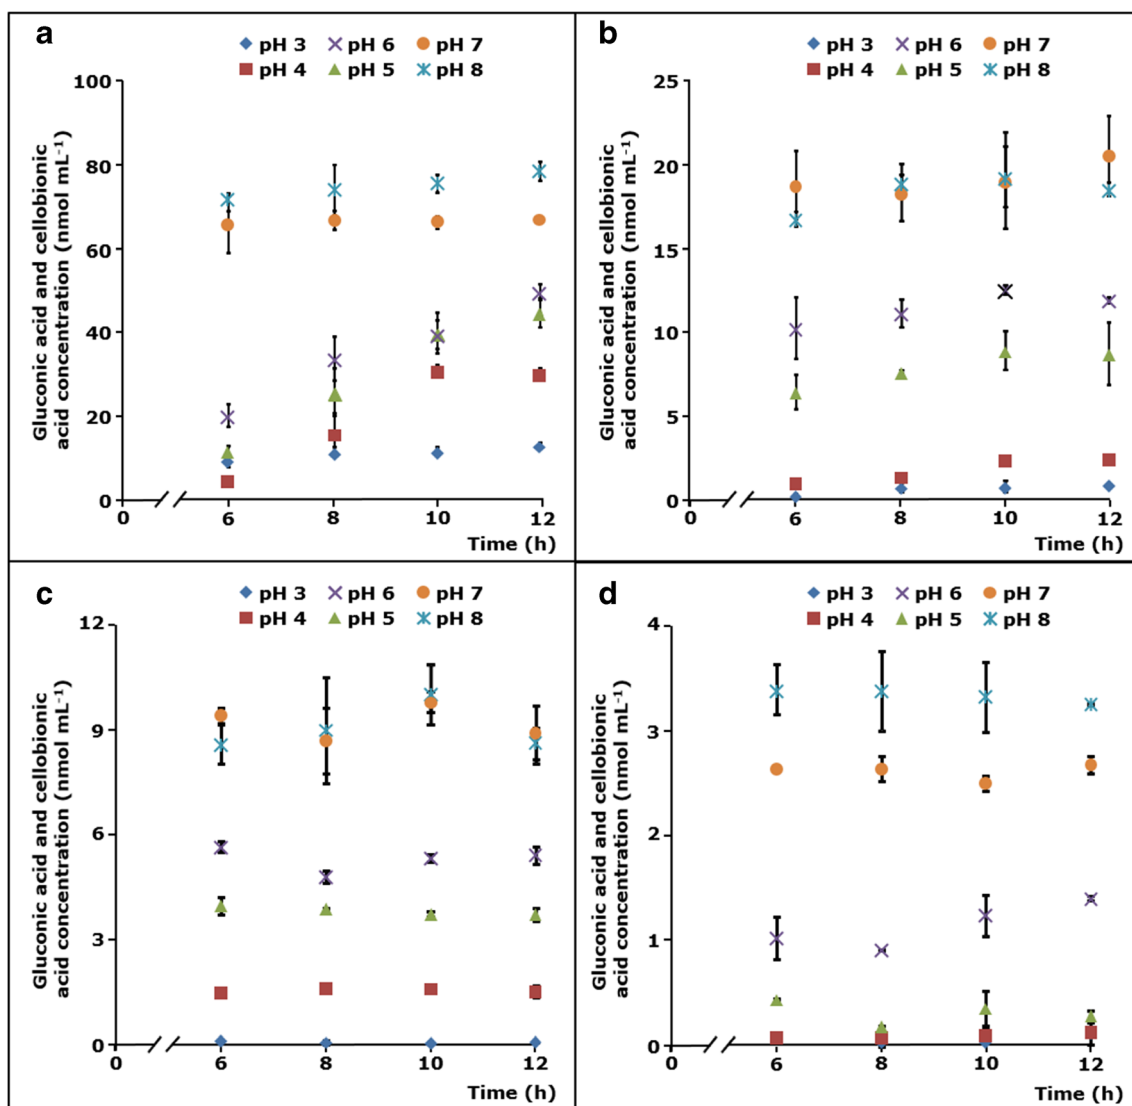 a
pH 3 pH 6 pH 7
pH 4 pH 5 pH 8
Gluconic acid and cellobionic
acid concentration (nmol mL⁻¹)
100
80
60
40
20
0
0 6 8 10 12
Time (h)
b
pH 3 pH 6 pH 7
pH 4 pH 5 pH 8
Gluconic acid and cellobionic
acid concentration (nmol mL⁻¹)
25
20
15
10
5
0
0 6 8 10 12
Time (h)
c
pH 3 pH 6 pH 7
pH 4 pH 5 pH 8
Gluconic acid and cellobionic
acid concentration (nmol mL⁻¹)
12
9
6
3
0
0 6 8 10 12
Time (h)
d
pH 3 pH 6 pH 7
pH 4 pH 5 pH 8
Gluconic acid and cellobionic
acid concentration (nmol mL⁻¹)
4
3
2
1
0
0 6 8 10 12
Time (h)